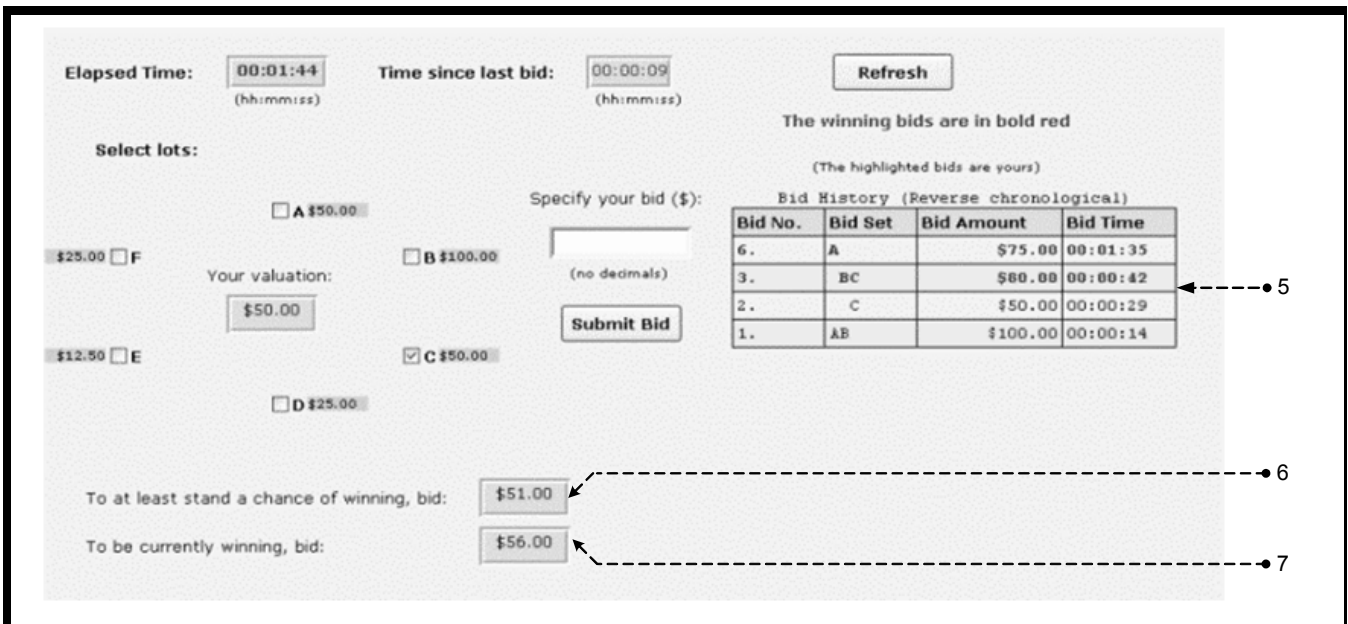 Elapsed Time: 00:01:44 Time since last bid: 00:00:09 Refresh
(hh:mm:ss) (hh:mm:ss)
The winning bids are in bold red
Select lots:
(The highlighted bids are yours)
Specify your bid ($): Bid History (Reverse chronological)
A $50.00
Bid No. Bid Set Bid Amount Bid Time
6. A $75.00 00:01:35
$25.00 F B $100.00
Your valuation: (no decimals) 3. BC $80.00 00:00:42 5
$50.00 2. C $50.00 00:00:29
Submit Bid 1. AB $100.00 00:00:14
$12.50 E C $50.00
D $25.00
To at least stand a chance of winning, bid: $51.00 6
To be currently winning, bid: $56.00 7